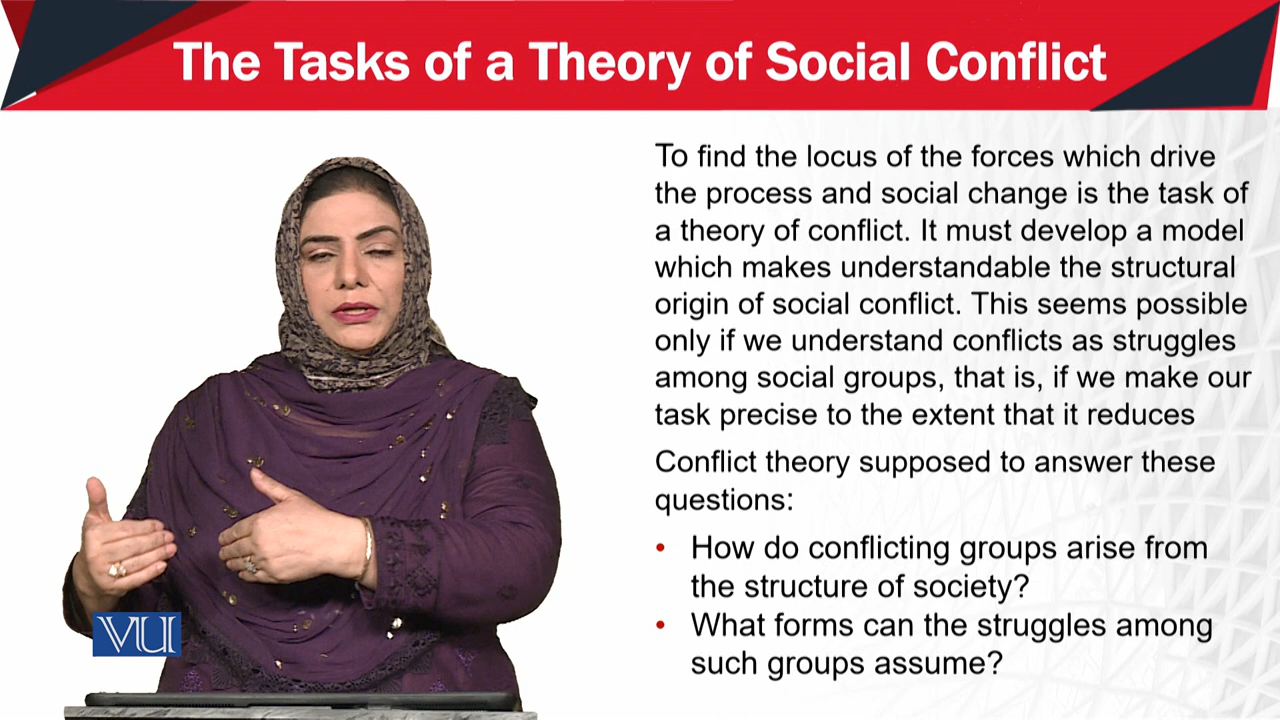 The Tasks of a Theory of Social Conflict
To find the locus of the forces which drive
the process and social change is the task of
a theory of conflict. It must develop a model
which makes understandable the structural
origin of social conflict. This seems possible
only if we understand conflicts as struggles
among social groups, that is, if we make our
task precise to the extent that it reduces
Conflict theory supposed to answer these
questions:
• How do conflicting groups arise from
the structure of society?
• What forms can the struggles among
such groups assume?
VU